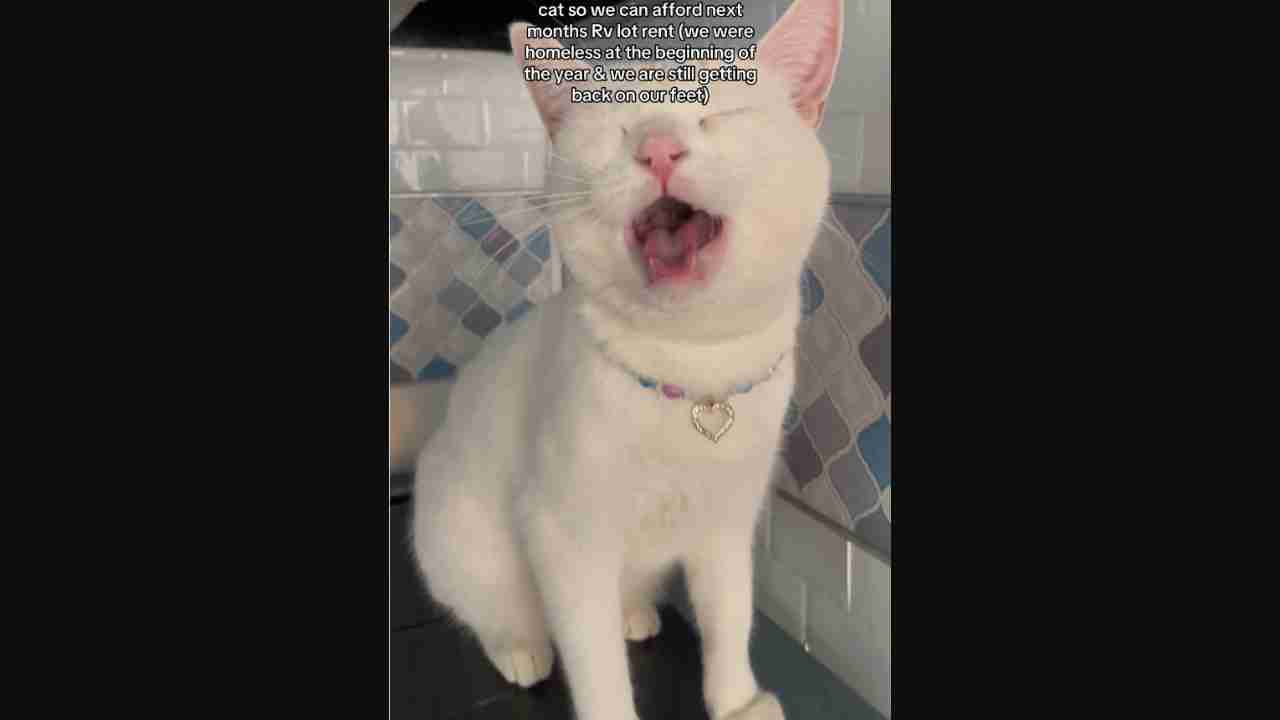 cat so we can afford next
months Rv lot rent (we were
homeless at the beginning of
the year & we are still getting
back on our feet)